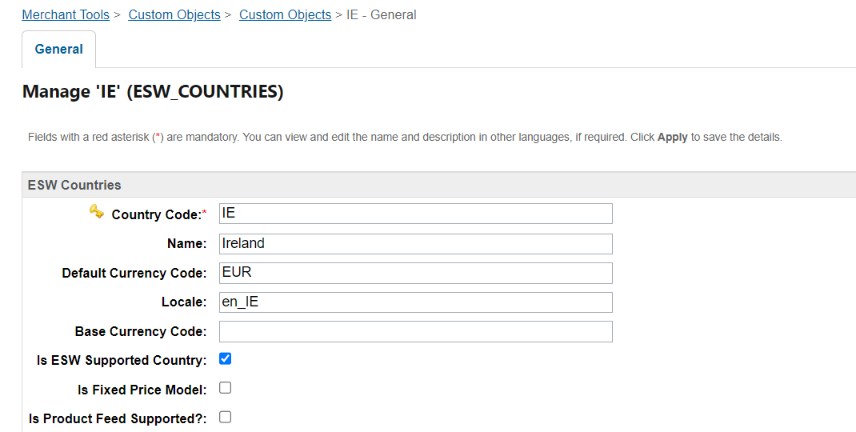 Merchant Tools > Custom Objects > Custom Objects > IE - General
General
Manage 'IE' (ESW_COUNTRIES)
Fields with a red asterisk (*) are mandatory. You can view and edit the name and description in other languages, if required. Click Apply to save the details.
ESW Countries
Country Code:* IE
Name: Ireland
Default Currency Code: EUR
Locale: en_IE
Base Currency Code:
Is ESW Supported Country:
Is Fixed Price Model:
Is Product Feed Supported?: